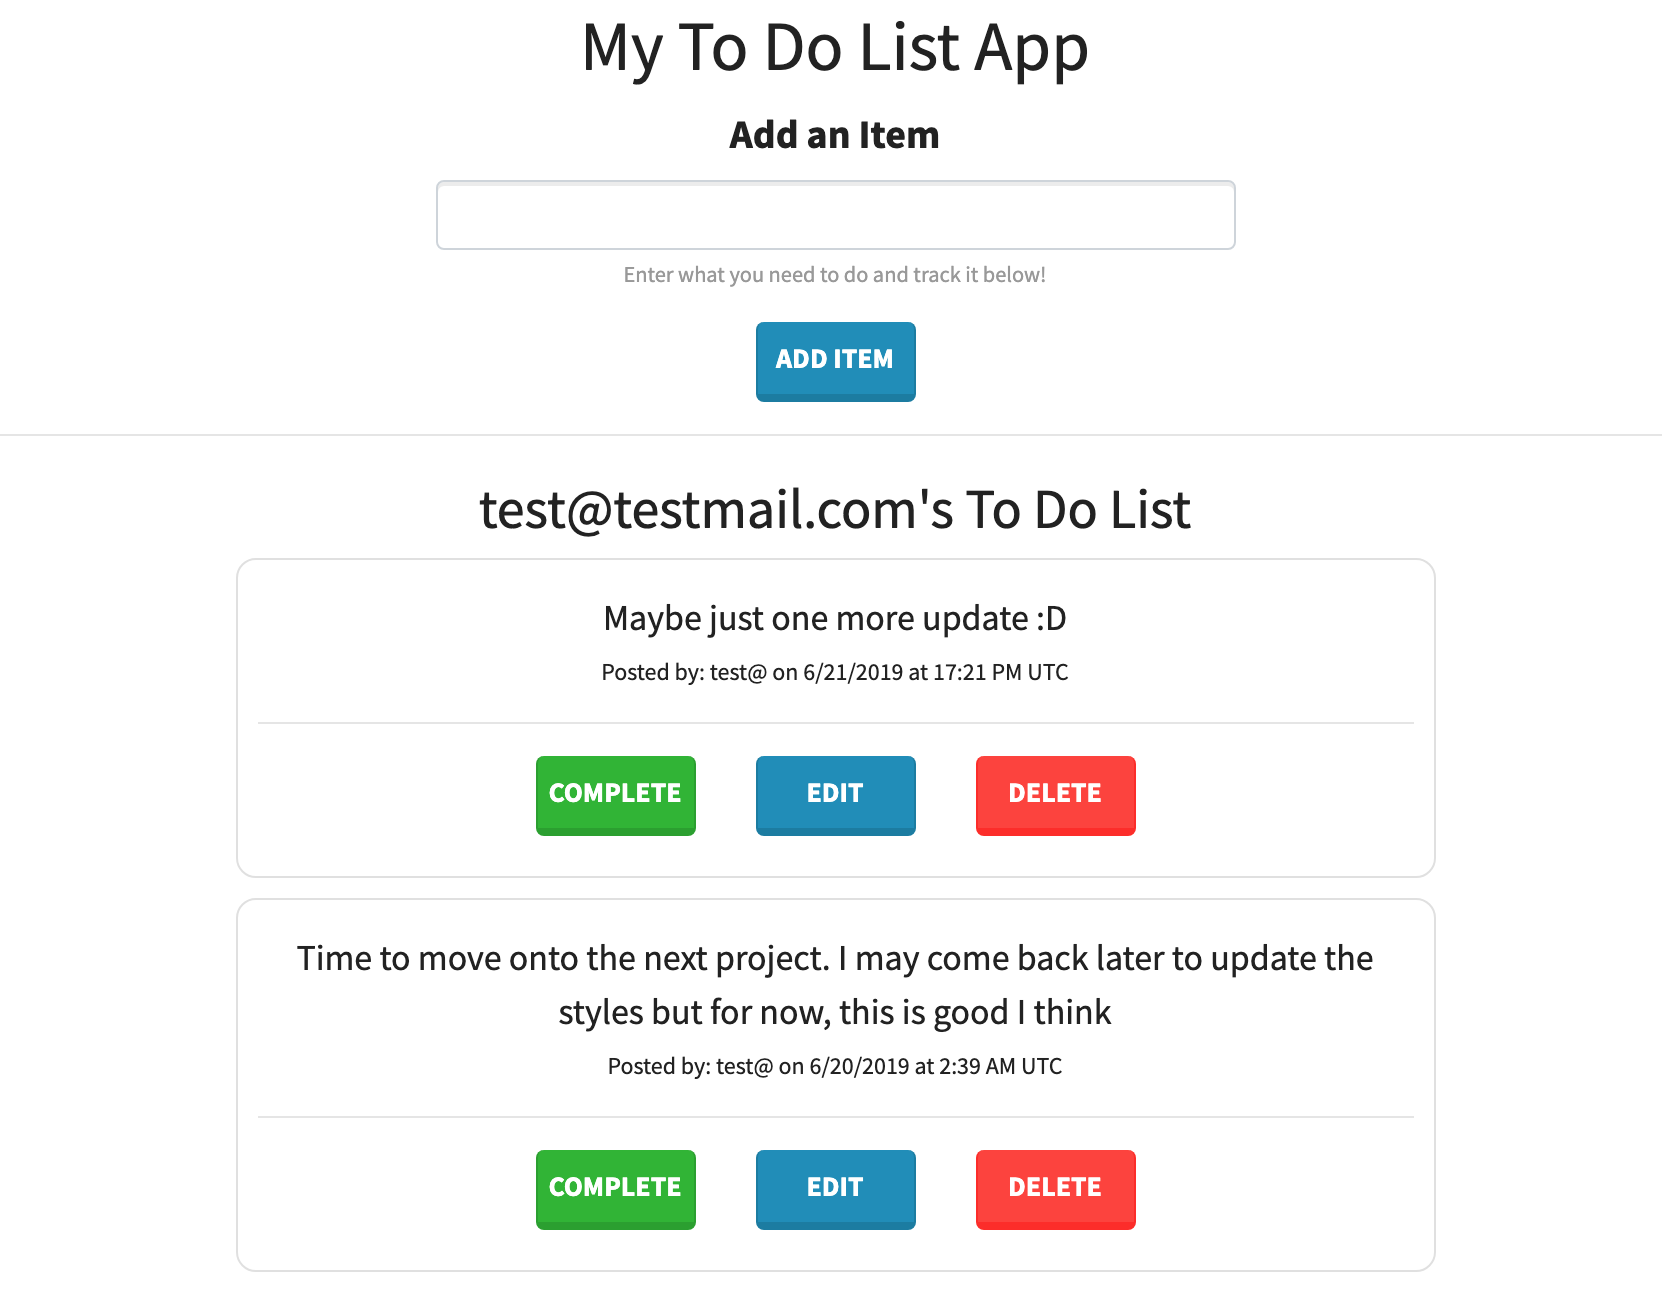 My To Do List App
Add an Item
Enter what you need to do and track it below!
ADD ITEM
test@testmail.com's To Do List
Maybe just one more update :D
Posted by: test@ on 6/21/2019 at 17:21 PM UTC
COMPLETE EDIT DELETE
Time to move onto the next project. I may come back later to update the
styles but for now, this is good I think
Posted by: test@ on 6/20/2019 at 2:39 AM UTC
COMPLETE EDIT DELETE